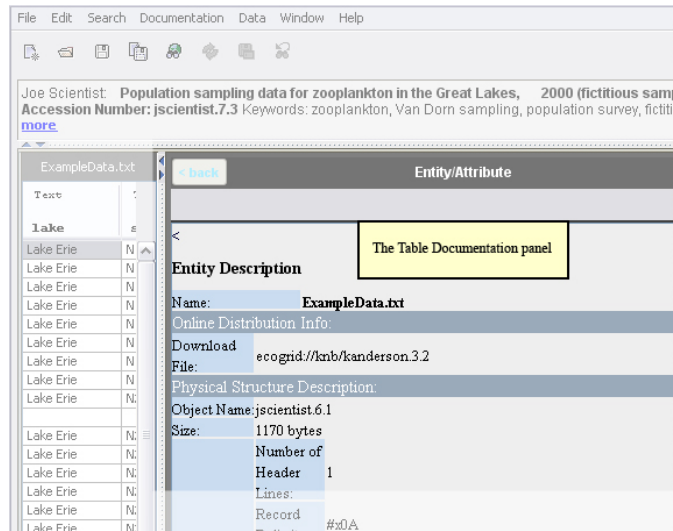 File Edit Search Documentation Data Window Help
Joe Scientist: Population sampling data for zooplankton in the Great Lakes, 2000 (fictitious sam
Accession Number: jscientist.7.3 Keywords: zooplankton, Van Dorn sampling, population survey, fictiti
more
ExampleData.txt
< back
Entity/Attribute
Text
lake
<
The Table Documentation panel
Lake Erie N
Lake Erie N
Entity Description
Lake Erie N
Lake Erie N
Name: ExampleData.txt
Lake Erie N
Online Distribution Info:
Lake Erie N
Download File: ecogrid://knb/kanderson.3.2
Lake Erie N
Lake Erie N
Physical Structure Description:
Lake Erie N
Object Name: jscientist.6.1
Lake Erie N
Size: 1170 bytes
Lake Erie N
Number of Header Lines: 1
Lake Erie N
Lake Erie N
Record
Lake Erie N
#x0A